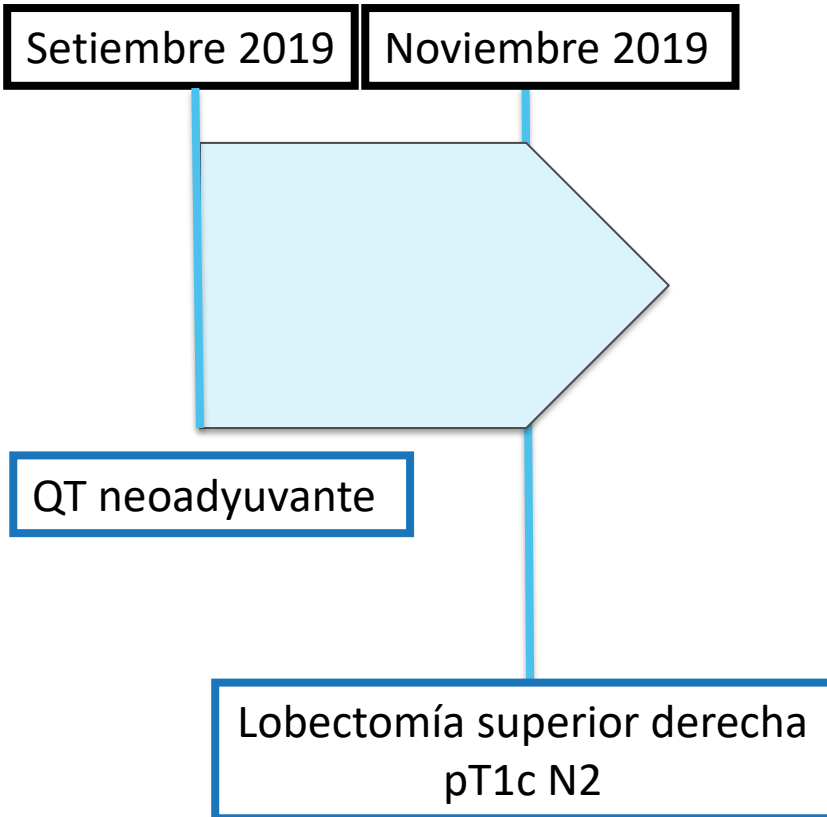 Setiembre 2019
Noviembre 2019
QT neoadyuvante
Lobectomía superior derecha
pT1c N2